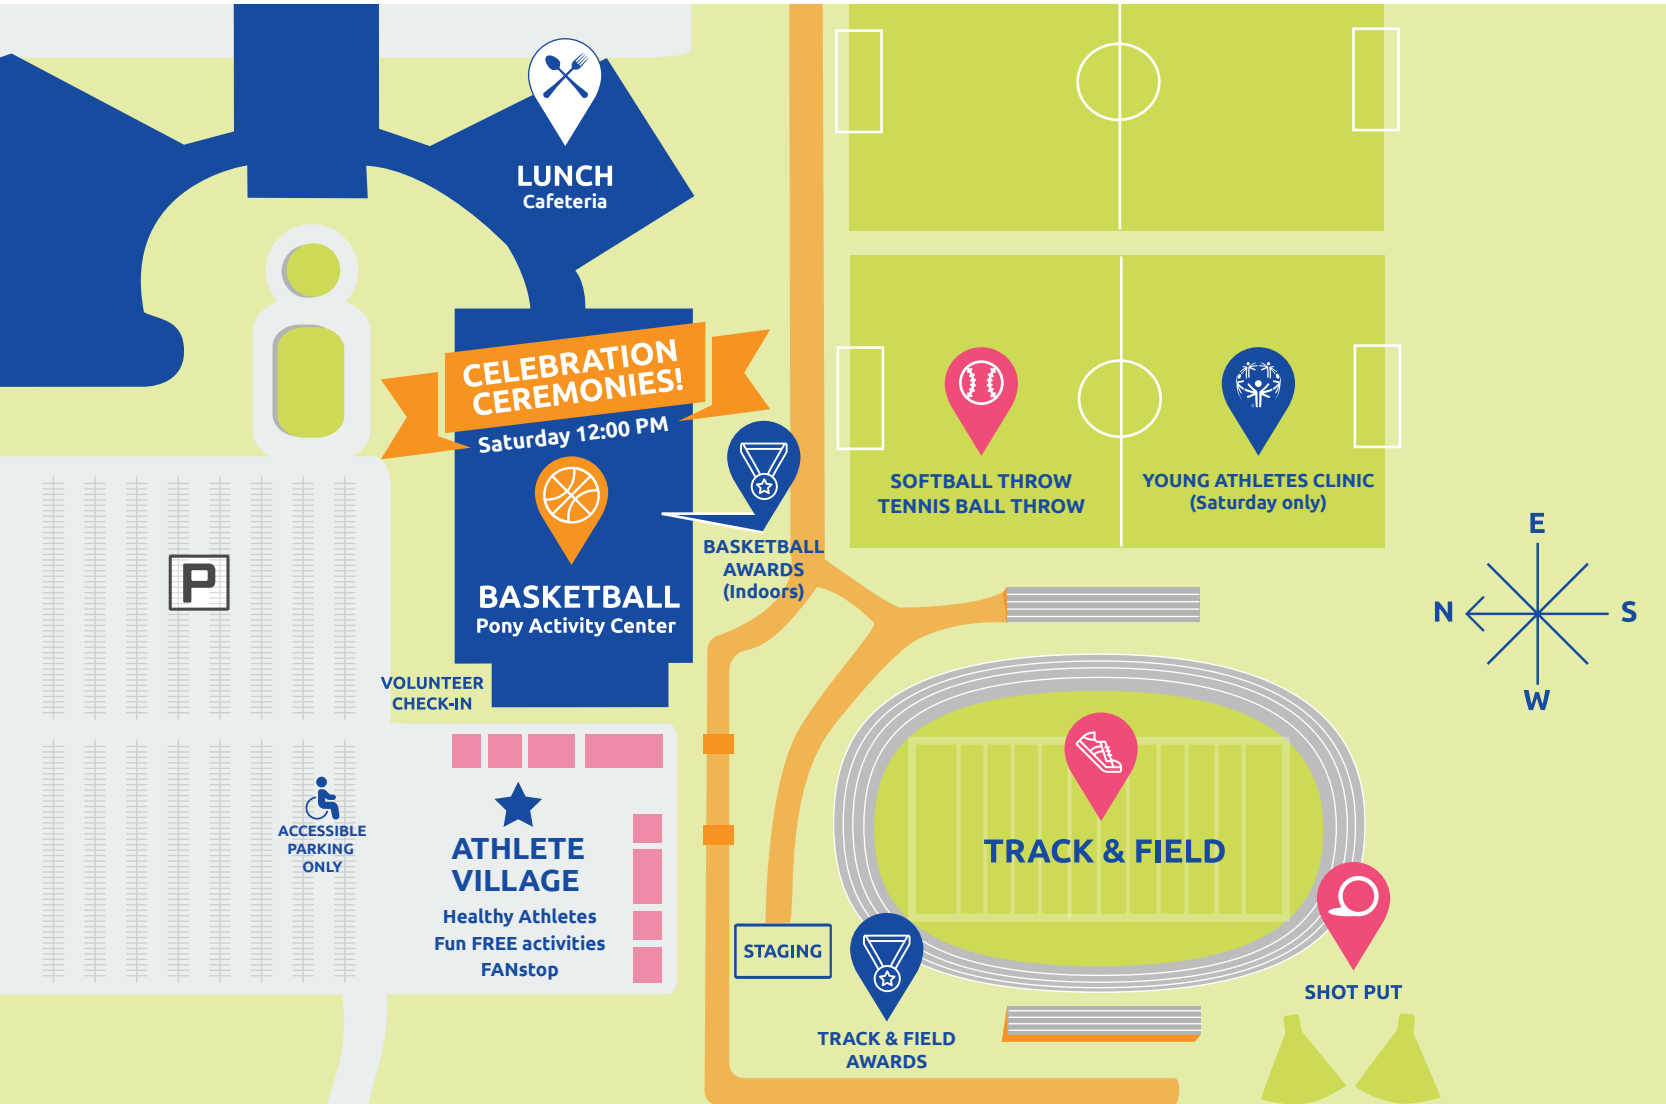 LUNCH
Cafeteria
CELEBRATION
CEREMONIES!
Saturday 12:00 PM
BASKETBALL
AWARDS
(Indoors)
BASKETBALL
Pony Activity Center
SOFTBALL THROW
TENNIS BALL THROW
YOUNG ATHLETES CLINIC
(Saturday only)
E
N
S
W
P
VOLUNTEER
CHECK-IN
ACCESSIBLE
PARKING
ONLY
ATHLETE
VILLAGE
Healthy Athletes
Fun FREE activities
FANstop
TRACK & FIELD
STAGING
TRACK & FIELD
AWARDS
SHOT PUT